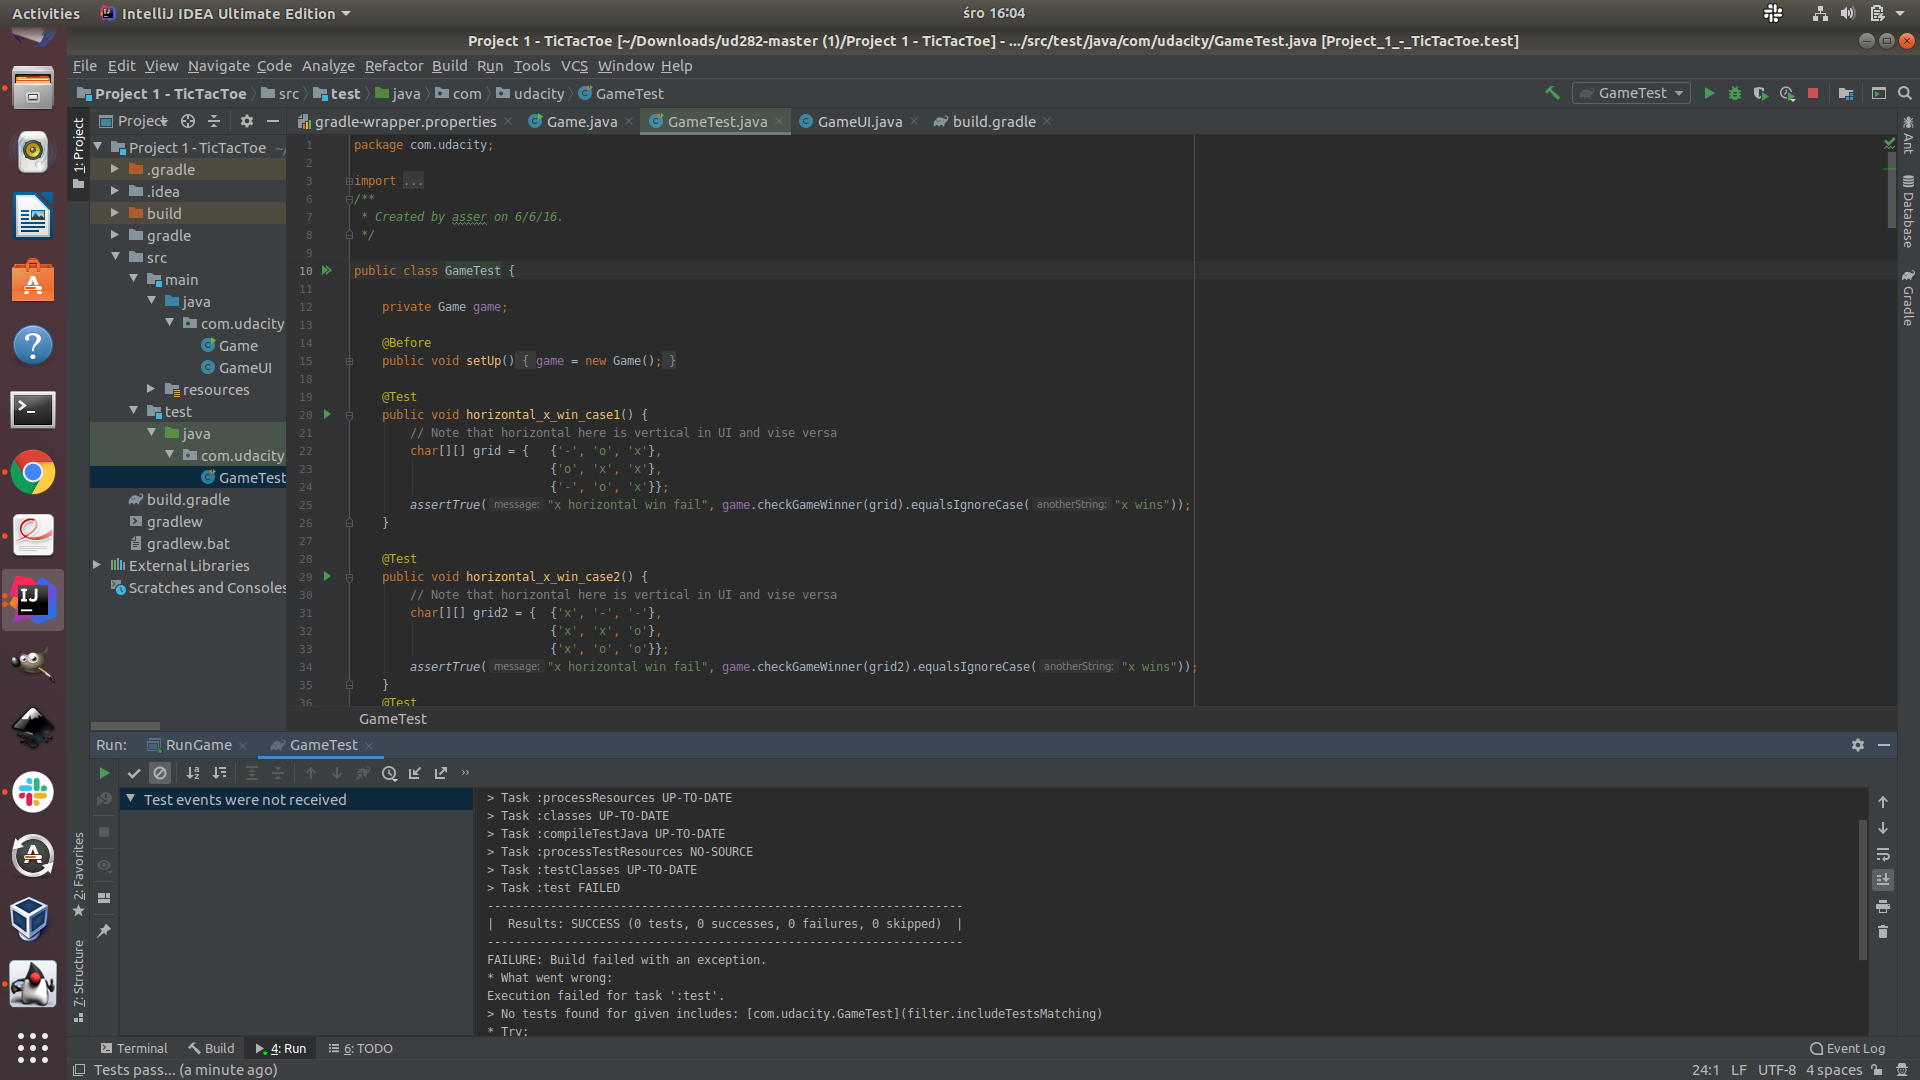 Activities IntelliJ IDEA Ultimate Edition śro 16:04
Project 1 - TicTacToe [~/Downloads/ud282-master (1)/Project 1 - TicTacToe] - .../src/test/java/com/udacity/GameTest.java [Project_1_-_TicTacToe.test]
File Edit View Navigate Code Analyze Refactor Build Run Tools VCS Window Help
Project 1 - TicTacToe src test java com udacity GameTest GameTest
1: Project
Project
gradle-wrapper.properties Game.java GameTest.java GameUI.java build.gradle
Project 1 - TicTacToe ~/
.gradle
.idea
build
gradle
src
main
java
com.udacity
Game
GameUI
resources
test
java
com.udacity
GameTest
build.gradle
gradlew
gradlew.bat
External Libraries
Scratches and Consoles
1 package com.udacity;
2
3 import ...
6 /**
7 * Created by asser on 6/6/16.
8 */
9
10 public class GameTest {
11
12 private Game game;
13
14 @Before
15 public void setUp() { game = new Game(); }
18
19 @Test
20 public void horizontal_x_win_case1() {
21 // Note that horizontal here is vertical in UI and vise versa
22 char[][] grid = { {'-', 'o', 'x'},
23 {'o', 'x', 'x'},
24 {'-', 'o', 'x'}};
25 assertTrue( message: "x horizontal win fail", game.checkGameWinner(grid).equalsIgnoreCase( anotherString: "x wins"));
26 }
27
28 @Test
29 public void horizontal_x_win_case2() {
30 // Note that horizontal here is vertical in UI and vise versa
31 char[][] grid2 = { {'x', '-', '-'},
32 {'x', 'x', 'o'},
33 {'x', 'o', 'o'}};
34 assertTrue( message: "x horizontal win fail", game.checkGameWinner(grid2).equalsIgnoreCase( anotherString: "x wins"));
35 }
36 @Test
GameTest
Ant
Database
Gradle
Run: RunGame GameTest
Test events were not received
> Task :processResources UP-TO-DATE
> Task :classes UP-TO-DATE
> Task :compileTestJava UP-TO-DATE
> Task :processTestResources NO-SOURCE
> Task :testClasses UP-TO-DATE
> Task :test FAILED
--------------------------------------------------------------------
| Results: SUCCESS (0 tests, 0 successes, 0 failures, 0 skipped) |
--------------------------------------------------------------------
FAILURE: Build failed with an exception.
* What went wrong:
Execution failed for task ':test'.
> No tests found for given includes: [com.udacity.GameTest](filter.includeTestsMatching)
* Try:
2: Favorites
7: Structure
Terminal Build 4: Run 6: TODO Event Log
Tests pass... (a minute ago) 24:1 LF UTF-8 4 spaces